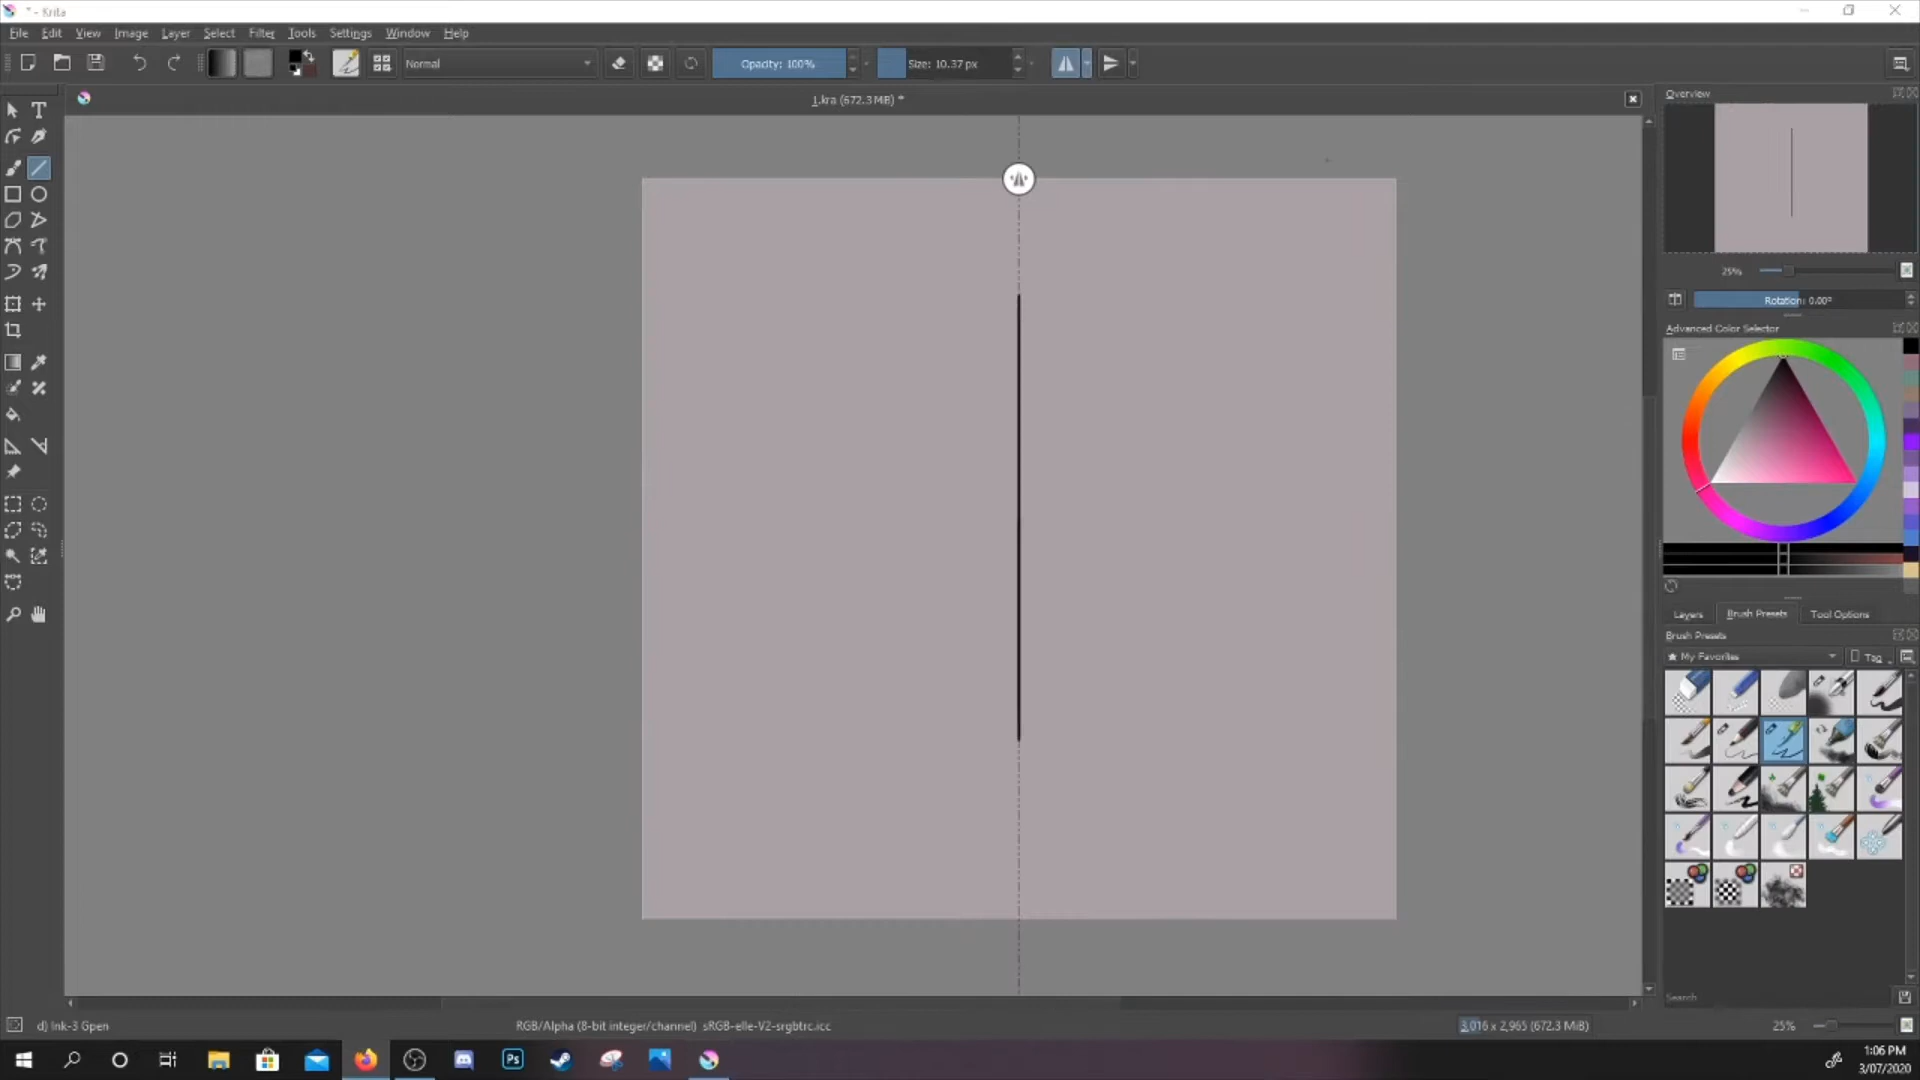 * - Krita
File Edit View Image Layer Select Filter Tools Settings Window Help
Normal
Opacity: 100%
Size: 10.37 px
1.kra (672.3 MB) *
Overview
25%
Rotation: 0.00°
Advanced Color Selector
Layers Brush Presets Tool Options
Brush Presets
★ My Favorites
Tag
Search
d) Ink-3 Gpen
RGB/Alpha (8-bit integer/channel) sRGB-elle-V2-srgbtrc.icc
3,016 x 2,965 (672.3 MiB)
25%
Ps
1:06 PM
3/07/2020